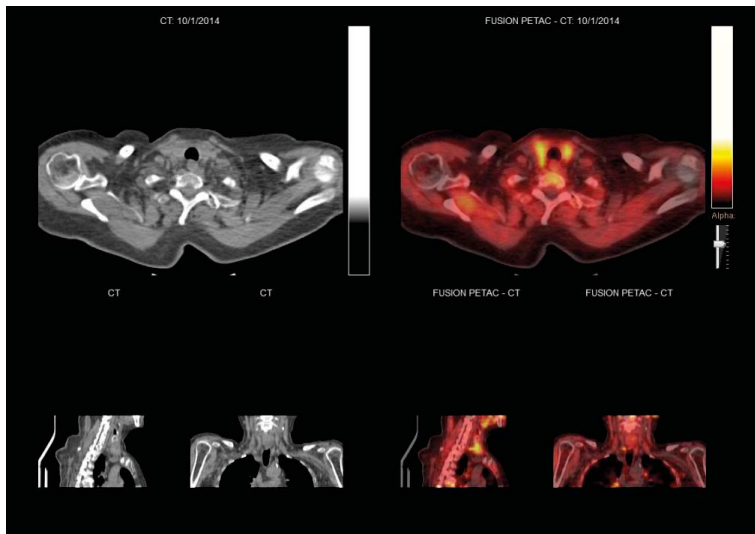 CT: 10/1/2014
FUSION PETAC - CT: 10/1/2014
Alpha:
CT
CT
FUSION PETAC - CT
FUSION PETAC - CT